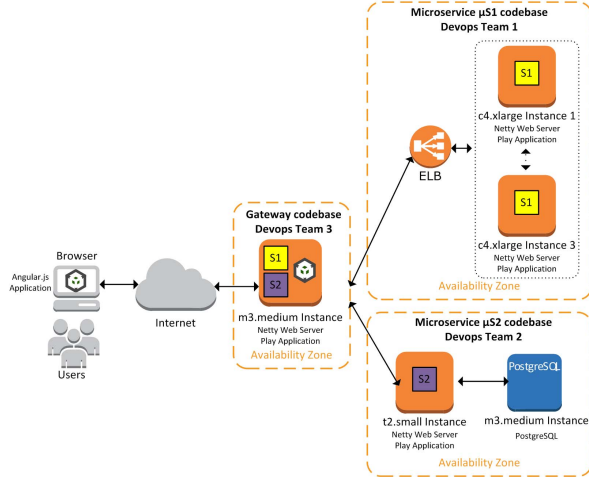 Microservice µS1 codebase
Devops Team 1
S1
c4.xlarge Instance 1
Netty Web Server
Play Application
ELB
S1
c4.xlarge Instance 3
Netty Web Server
Play Application
Availability Zone
Gateway codebase
Devops Team 3
S1
S2
m3.medium Instance
Netty Web Server
Play Application
Availability Zone
Browser
Angular.js
Application
Internet
Users
Microservice µS2 codebase
Devops Team 2
S2
PostgreSQL
t2.small Instance
Netty Web Server
Play Application
m3.medium Instance
PostgreSQL
Availability Zone